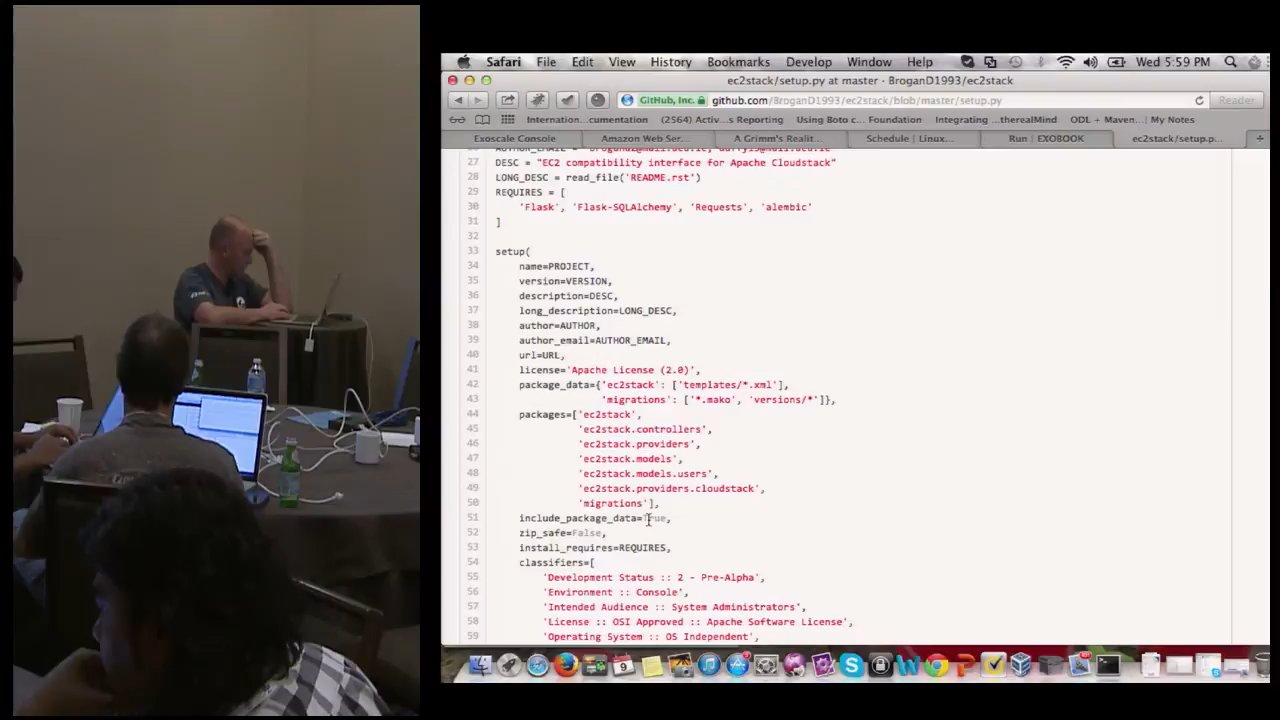 Safari File Edit View History Bookmarks Develop Window Help Wed 5:59 PM
ec2stack/setup.py at master · BroganD1993/ec2stack
GitHub, Inc. github.com/BroganD1993/ec2stack/blob/master/setup.py Reader
Internation...cumentation (2564) Activ...s Reporting Using Boto c... Foundation Integrating ...therealMind ODL + Maven... My Notes
Exoscale Console Amazon Web Ser... A Grimm's Realit... Schedule | Linux... Run | EXOBOOK ec2stack/setup.p...
27 DESC = "EC2 compatibility interface for Apache Cloudstack"
28 LONG_DESC = read_file('README.rst')
29 REQUIRES = [
30 'Flask', 'Flask-SQLAlchemy', 'Requests', 'alembic'
31 ]
32
33 setup(
34 name=PROJECT,
35 version=VERSION,
36 description=DESC,
37 long_description=LONG_DESC,
38 author=AUTHOR,
39 author_email=AUTHOR_EMAIL,
40 url=URL,
41 license='Apache License (2.0)',
42 package_data={'ec2stack': ['templates/*.xml'],
43 'migrations': ['*.mako', 'versions/*']},
44 packages=['ec2stack',
45 'ec2stack.controllers',
46 'ec2stack.providers',
47 'ec2stack.models',
48 'ec2stack.models.users',
49 'ec2stack.providers.cloudstack',
50 'migrations'],
51 include_package_data=True,
52 zip_safe=False,
53 install_requires=REQUIRES,
54 classifiers=[
55 'Development Status :: 2 - Pre-Alpha',
56 'Environment :: Console',
57 'Intended Audience :: System Administrators',
58 'License :: OSI Approved :: Apache Software License',
59 'Operating System :: OS Independent',